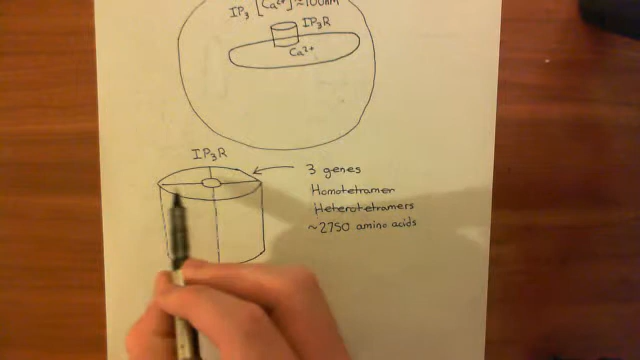 IP₃ [Ca²⁺] ≈ 100nM
IP₃R
Ca²⁺
IP₃R
3 genes
Homotetramer
Heterotetramers
~2750 amino acids